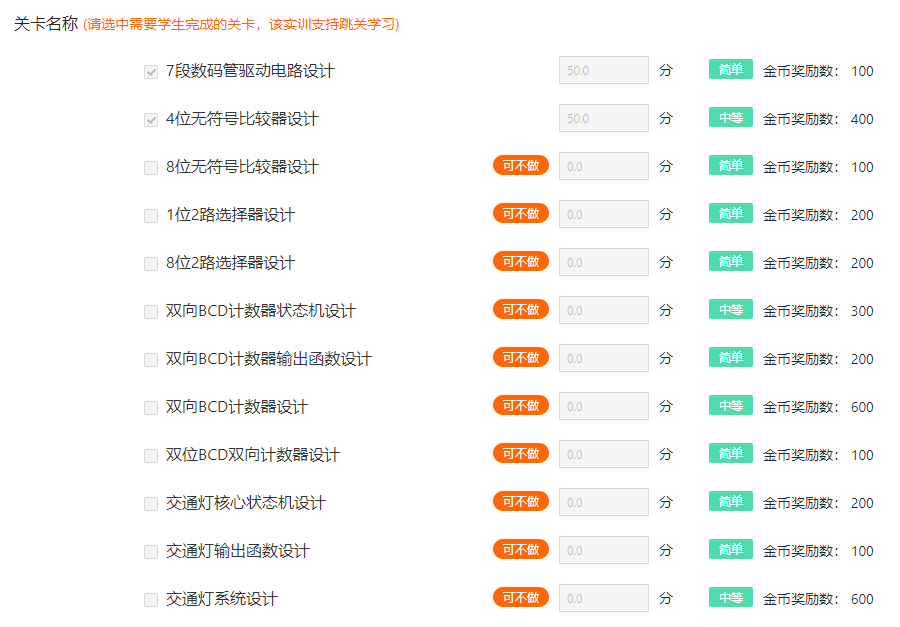 关卡名称 (请选中需要学生完成的关卡，该实训支持跳关学习)
7段数码管驱动电路设计 50.0 分 简单 金币奖励数： 100
4位无符号比较器设计 50.0 分 中等 金币奖励数： 400
8位无符号比较器设计 可不做 0.0 分 简单 金币奖励数： 100
1位2路选择器设计 可不做 0.0 分 简单 金币奖励数： 200
8位2路选择器设计 可不做 0.0 分 简单 金币奖励数： 200
双向BCD计数器状态机设计 可不做 0.0 分 中等 金币奖励数： 300
双向BCD计数器输出函数设计 可不做 0.0 分 简单 金币奖励数： 200
双向BCD计数器设计 可不做 0.0 分 中等 金币奖励数： 600
双位BCD双向计数器设计 可不做 0.0 分 简单 金币奖励数： 100
交通灯核心状态机设计 可不做 0.0 分 简单 金币奖励数： 200
交通灯输出函数设计 可不做 0.0 分 简单 金币奖励数： 100
交通灯系统设计 可不做 0.0 分 中等 金币奖励数： 600